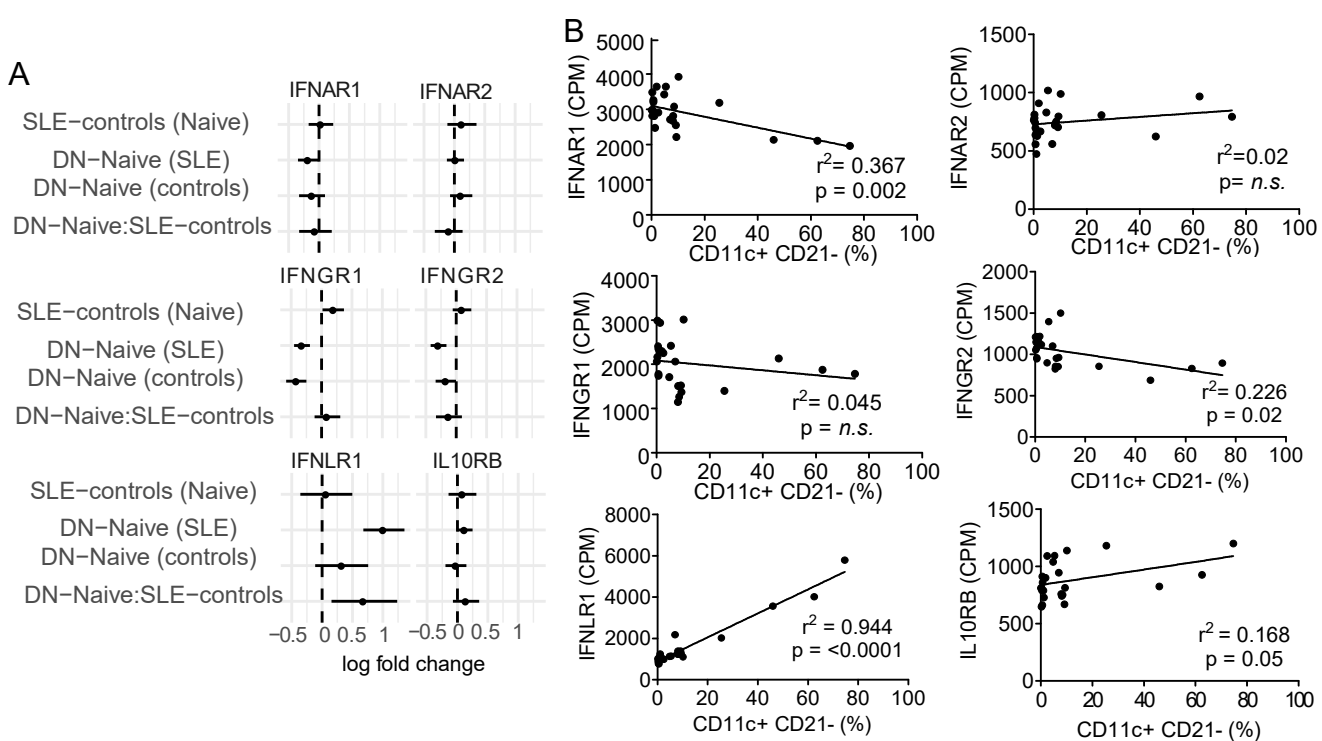 A
IFNAR1 IFNAR2
SLE−controls (Naive)
DN−Naive (SLE)
DN−Naive (controls)
DN−Naive:SLE−controls
IFNGR1 IFNGR2
SLE−controls (Naive)
DN−Naive (SLE)
DN−Naive (controls)
DN−Naive:SLE−controls
IFNLR1 IL10RB
SLE−controls (Naive)
DN−Naive (SLE)
DN−Naive (controls)
DN−Naive:SLE−controls
−0.5 0 0.5 1 −0.5 0 0.5 1
log fold change
B
IFNAR1 (CPM)
5000
4000
3000
2000
1000
0
r2= 0.367
p = 0.002
0 20 40 60 80 100
CD11c+ CD21- (%)
IFNAR2 (CPM)
1500
1000
500
0
r2=0.02
p= n.s.
0 20 40 60 80 100
CD11c+ CD21- (%)
IFNGR1 (CPM)
4000
3000
2000
1000
0
r2= 0.045
p = n.s.
0 20 40 60 80 100
CD11c+ CD21- (%)
IFNGR2 (CPM)
2000
1500
1000
500
0
r2= 0.226
p = 0.02
0 20 40 60 80 100
CD11c+ CD21- (%)
IFNLR1 (CPM)
8000
6000
4000
2000
0
r2 = 0.944
p = <0.0001
0 20 40 60 80 100
CD11c+ CD21- (%)
IL10RB (CPM)
1500
1000
500
0
r2 = 0.168
p = 0.05
0 20 40 60 80 100
CD11c+ CD21- (%)